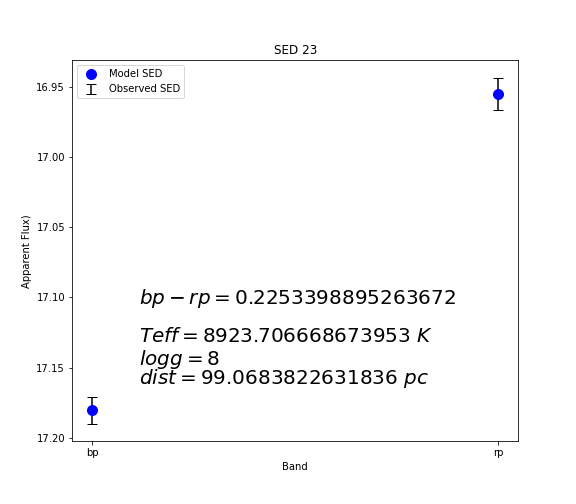 SED 23
Model SED
Observed SED
16.95
17.00
17.05
17.10
17.15
17.20
Apparent Flux)
bp − rp = 0.2253398895263672
Teff = 8923.706668673953 K
logg = 8
dist = 99.0683822631836 pc
bp
rp
Band